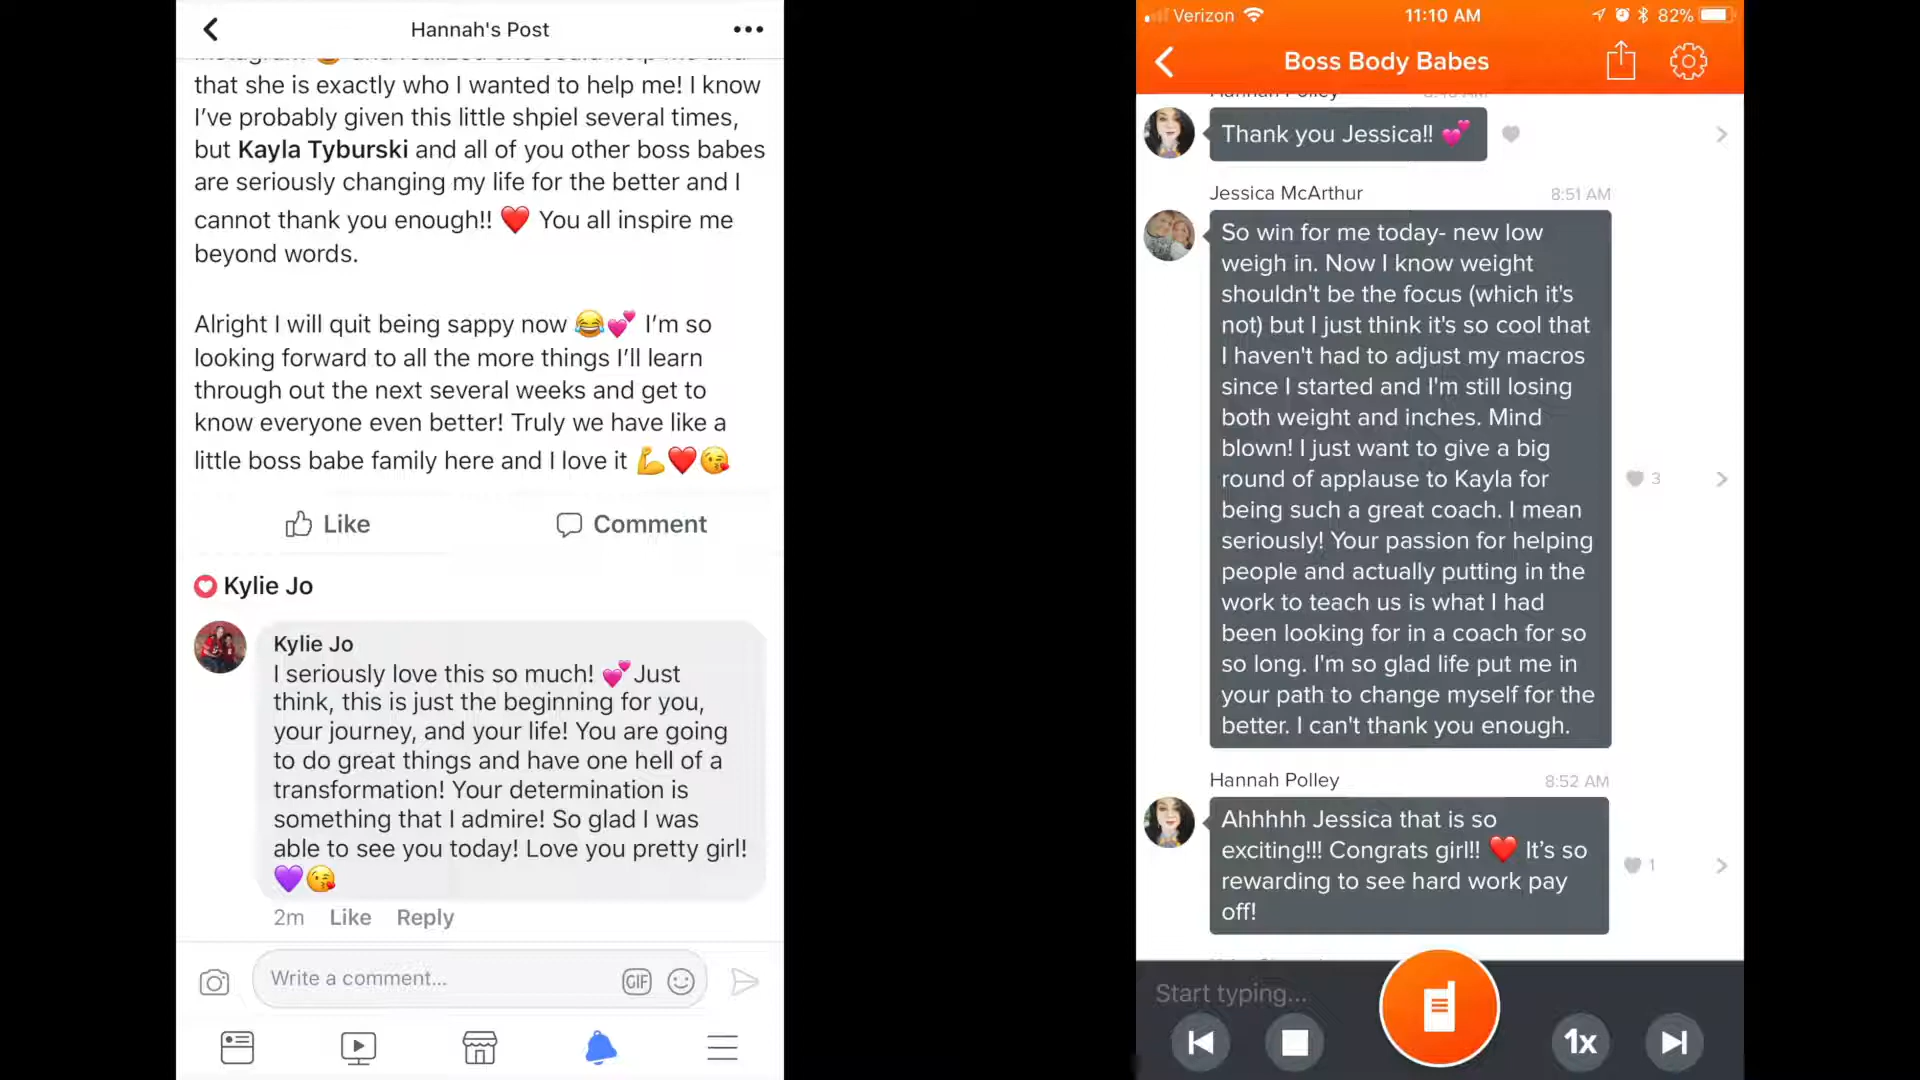 Hannah's Post
that she is exactly who I wanted to help me! I know
I've probably given this little shpiel several times,
but Kayla Tyburski and all of you other boss babes
are seriously changing my life for the better and I
cannot thank you enough!! ❤️ You all inspire me
beyond words.
Alright I will quit being sappy now 😂💕 I'm so
looking forward to all the more things I'll learn
through out the next several weeks and get to
know everyone even better! Truly we have like a
little boss babe family here and I love it 💪❤️😘
Like
Comment
Kylie Jo
Kylie Jo
I seriously love this so much! 💕 Just
think, this is just the beginning for you,
your journey, and your life! You are going
to do great things and have one hell of a
transformation! Your determination is
something that I admire! So glad I was
able to see you today! Love you pretty girl!
💜😘
2m Like Reply
Write a comment...
GIF
Verizon 11:10 AM 82%
Boss Body Babes
Hannah Polley
Thank you Jessica!! 💕
Jessica McArthur 8:51 AM
So win for me today- new low
weigh in. Now I know weight
shouldn't be the focus (which it's
not) but I just think it's so cool that
I haven't had to adjust my macros
since I started and I'm still losing
both weight and inches. Mind
blown! I just want to give a big
round of applause to Kayla for
being such a great coach. I mean
seriously! Your passion for helping
people and actually putting in the
work to teach us is what I had
been looking for in a coach for so
so long. I'm so glad life put me in
your path to change myself for the
better. I can't thank you enough.
3
Hannah Polley 8:52 AM
Ahhhhh Jessica that is so
exciting!!! Congrats girl!! ❤️ It's so
rewarding to see hard work pay
off!
1
Start typing...
1x